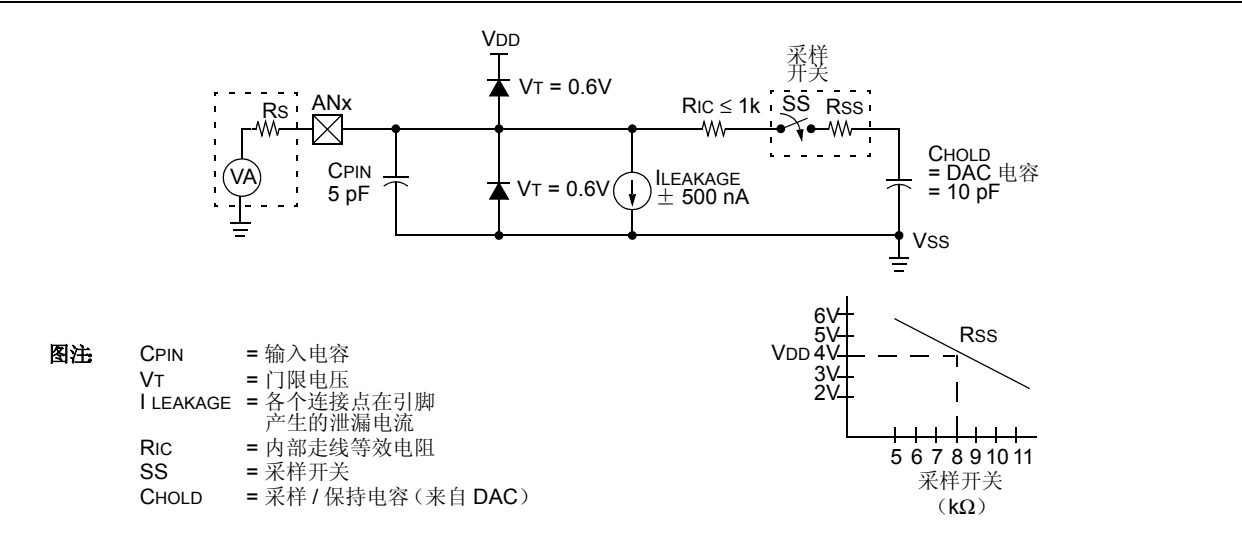 VDD
采样
开关
VT = 0.6V
RS
ANx
RIC ≤ 1k
SS
RSS
VA
CPIN
5 pF
VT = 0.6V
ILEAKAGE
± 500 nA
CHOLD
= DAC 电容
= 10 pF
VSS
图注:
CPIN = 输入电容
VT = 门限电压
I LEAKAGE = 各个连接点在引脚
产生的泄漏电流
RIC = 内部走线等效电阻
SS = 采样开关
CHOLD = 采样 / 保持电容（来自 DAC）
6V
5V
VDD 4V
3V
2V
RSS
5 6 7 8 9 10 11
采样开关
（kΩ）